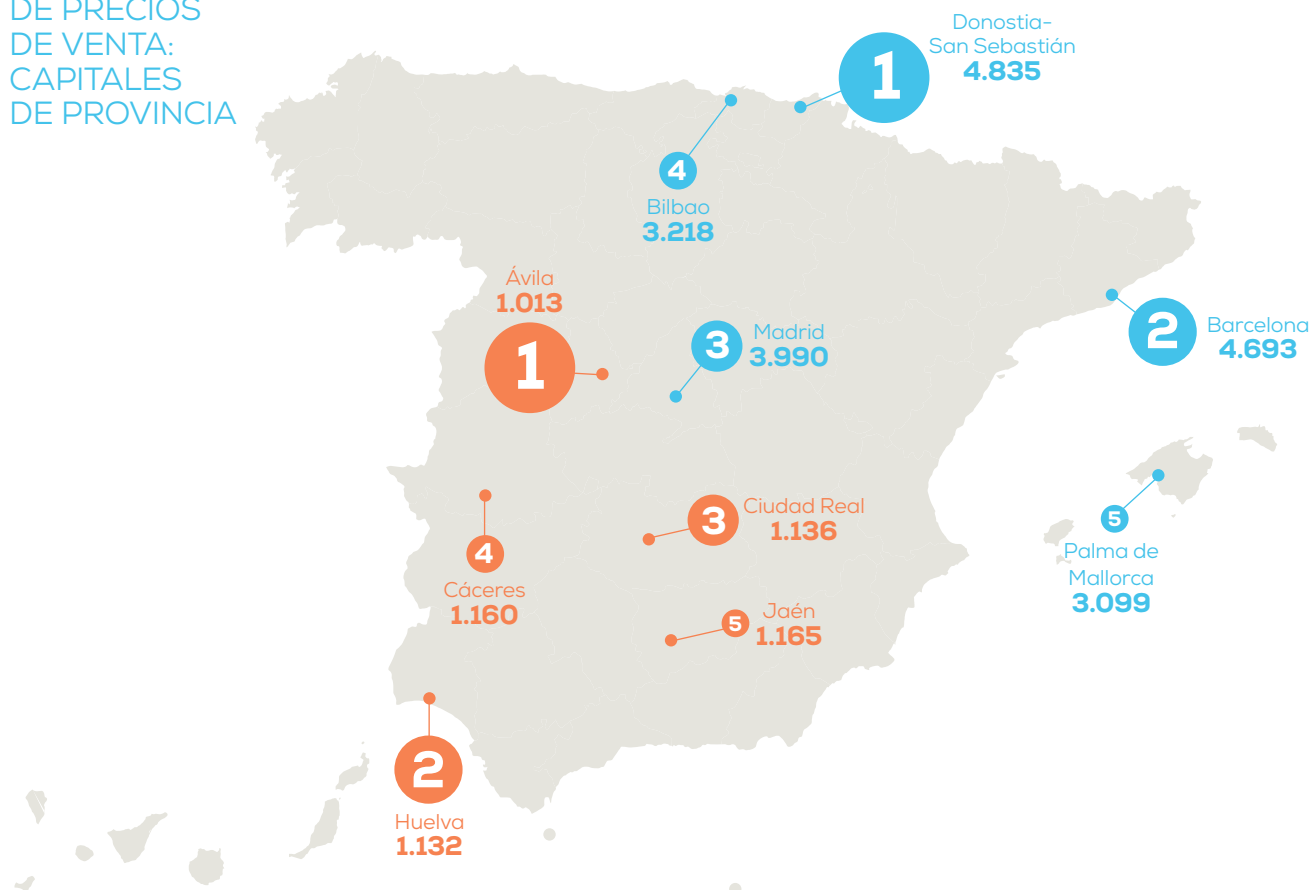 DE PRECIOS
DE VENTA:
CAPITALES
DE PROVINCIA
1
Donostia-
San Sebastián
4.835
4
Bilbao
3.218
Ávila
1.013
1
3
Madrid
3.990
2
Barcelona
4.693
3
Ciudad Real
1.136
5
Palma de
Mallorca
3.099
4
Cáceres
1.160
5
Jaén
1.165
2
Huelva
1.132